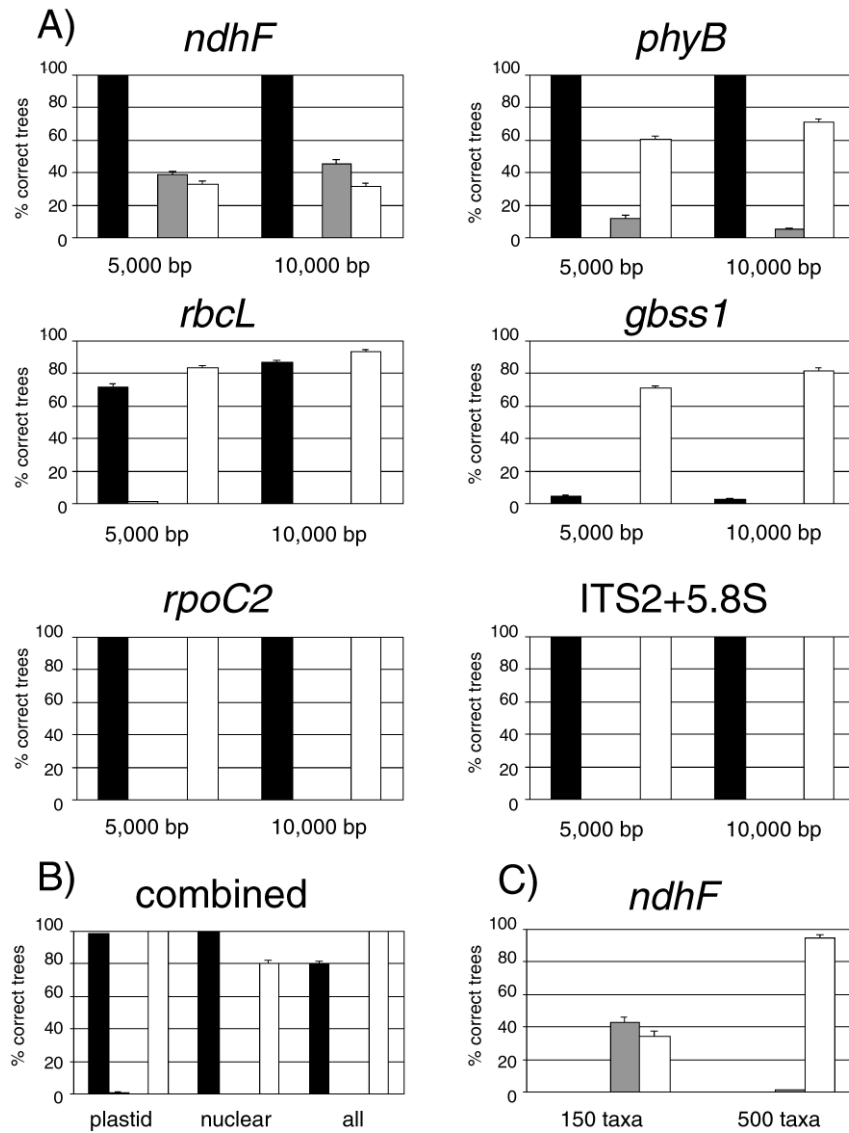 A)
ndhF
% correct trees
100
80
60
40
20
0
5,000 bp
10,000 bp
phyB
% correct trees
100
80
60
40
20
0
5,000 bp
10,000 bp
rbcL
% correct trees
100
80
60
40
20
0
5,000 bp
10,000 bp
gbss1
% correct trees
100
80
60
40
20
0
5,000 bp
10,000 bp
rpoC2
% correct trees
100
80
60
40
20
0
5,000 bp
10,000 bp
ITS2+5.8S
% correct trees
100
80
60
40
20
0
5,000 bp
10,000 bp
B)
combined
% correct trees
100
80
60
40
20
0
plastid
nuclear
all
C)
ndhF
% correct trees
100
80
60
40
20
0
150 taxa
500 taxa